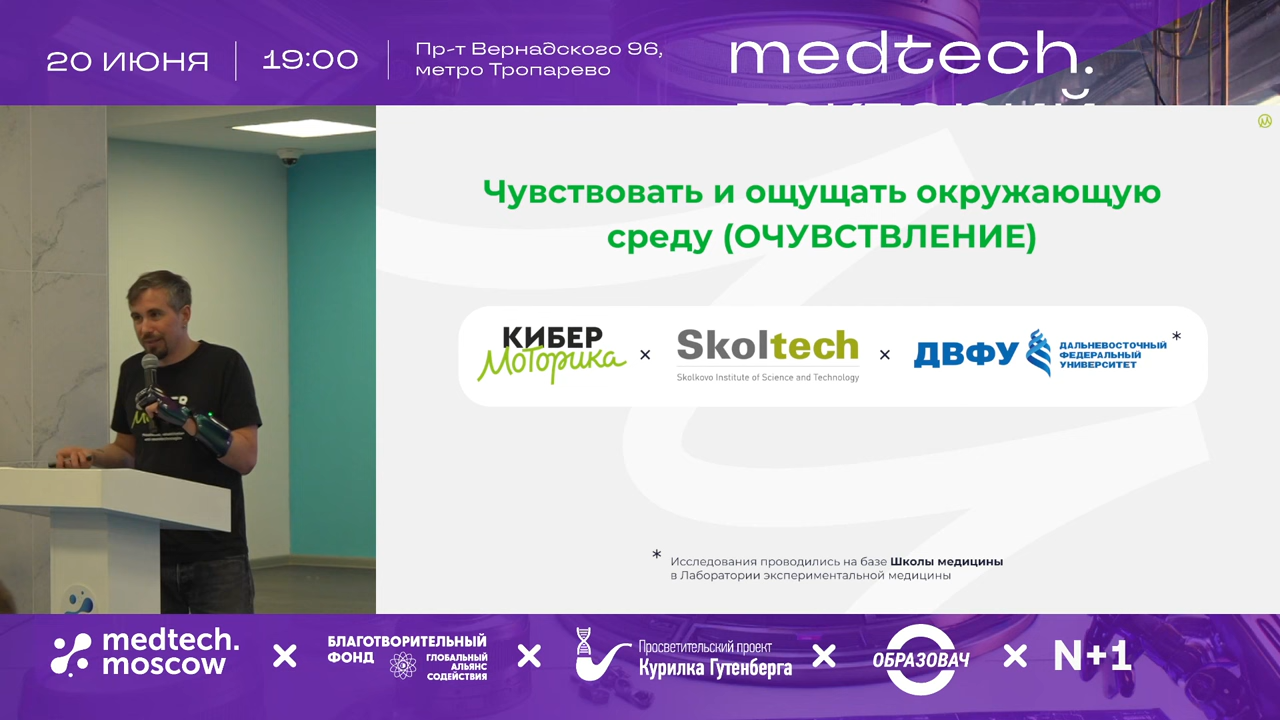 20 ИЮНЯ
19:00
Пр-т Вернадского 96,
метро Тропарево
medtech.
Чувствовать и ощущать окружающую
среду (ОЧУВСТВЛЕНИЕ)
КИБЕР
Моторика
×
Skoltech
Skolkovo Institute of Science and Technology
×
ДВФУ
ДАЛЬНЕВОСТОЧНЫЙ
ФЕДЕРАЛЬНЫЙ
УНИВЕРСИТЕТ
*
* Исследования проводились на базе Школы медицины
в Лаборатории экспериментальной медицины
medtech.
moscow
×
БЛАГОТВОРИТЕЛЬНЫЙ
ФОНД
ГЛОБАЛЬНЫЙ
АЛЬЯНС
СОДЕЙСТВИЯ
×
Просветительский проект
Курилка Гутенберга
×
ОБРАЗОВАЧ
×
N+1